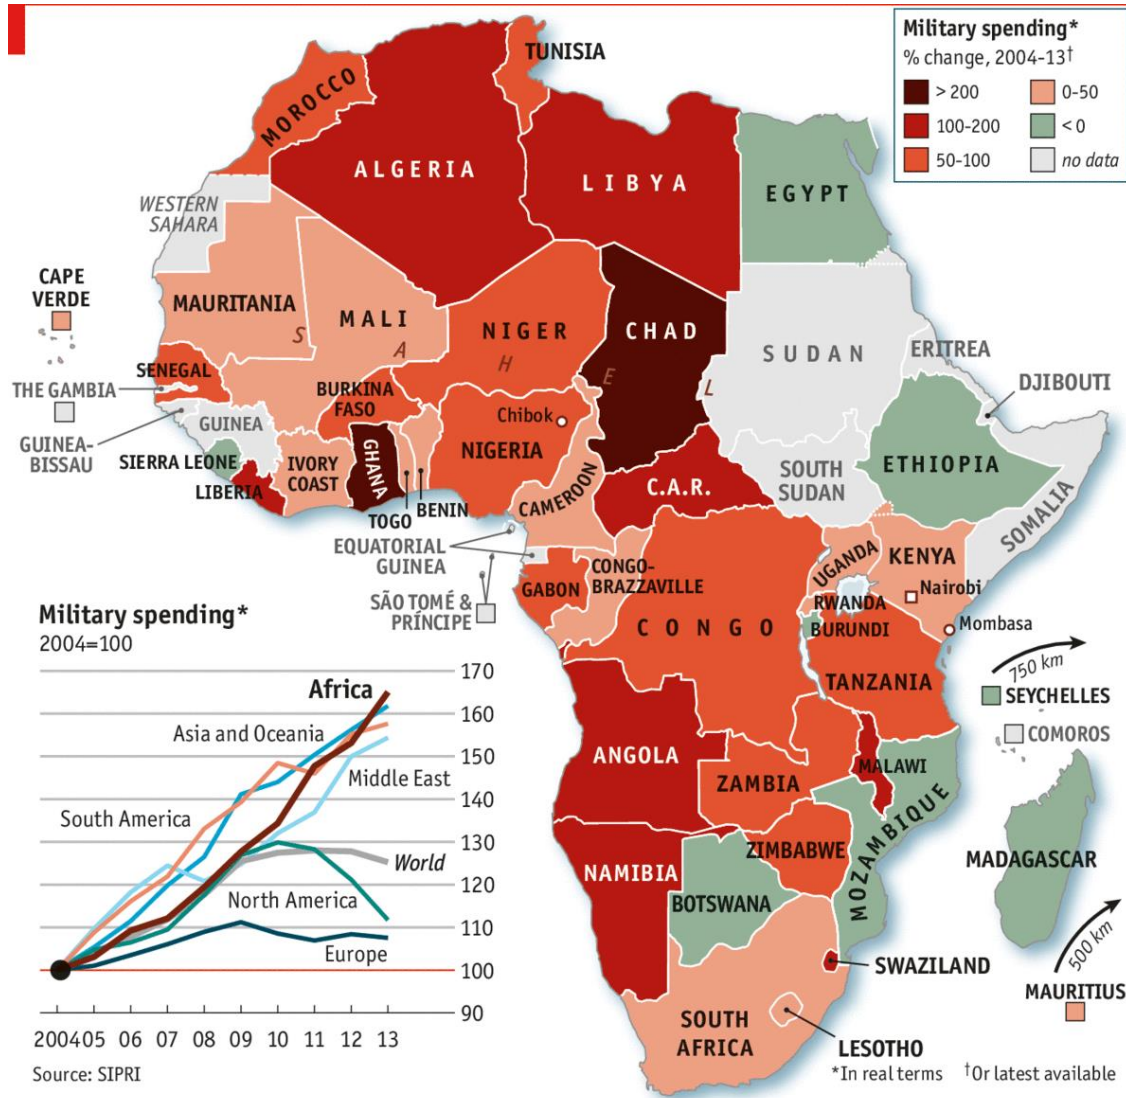 Military spending*
% change, 2004-13†
> 200
100-200
50-100
0-50
< 0
no data
TUNISIA
MOROCCO
ALGERIA
LIBYA
EGYPT
WESTERN
SAHARA
CAPE
VERDE
MAURITANIA
MALI
NIGER
CHAD
SUDAN
ERITREA
DJIBOUTI
S A H E L
SENEGAL
THE GAMBIA
GUINEA-
BISSAU
GUINEA
SIERRA LEONE
LIBERIA
IVORY
COAST
BURKINA
FASO
GHANA
TOGO
BENIN
Chibok
NIGERIA
CAMEROON
C.A.R.
SOUTH
SUDAN
ETHIOPIA
SOMALIA
EQUATORIAL
GUINEA
SÃO TOMÉ &
PRÍNCIPE
GABON
CONGO-
BRAZZAVILLE
CONGO
UGANDA
KENYA
Nairobi
RWANDA
BURUNDI
Mombasa
TANZANIA
750 km
SEYCHELLES
COMOROS
ANGOLA
ZAMBIA
MALAWI
MOZAMBIQUE
ZIMBABWE
NAMIBIA
BOTSWANA
MADAGASCAR
500 km
MAURITIUS
SWAZILAND
SOUTH
AFRICA
LESOTHO
Military spending*
2004=100
170
160
150
140
130
120
110
100
90
Africa
Asia and Oceania
Middle East
South America
World
North America
Europe
2004 05 06 07 08 09 10 11 12 13
Source: SIPRI
*In real terms †Or latest available